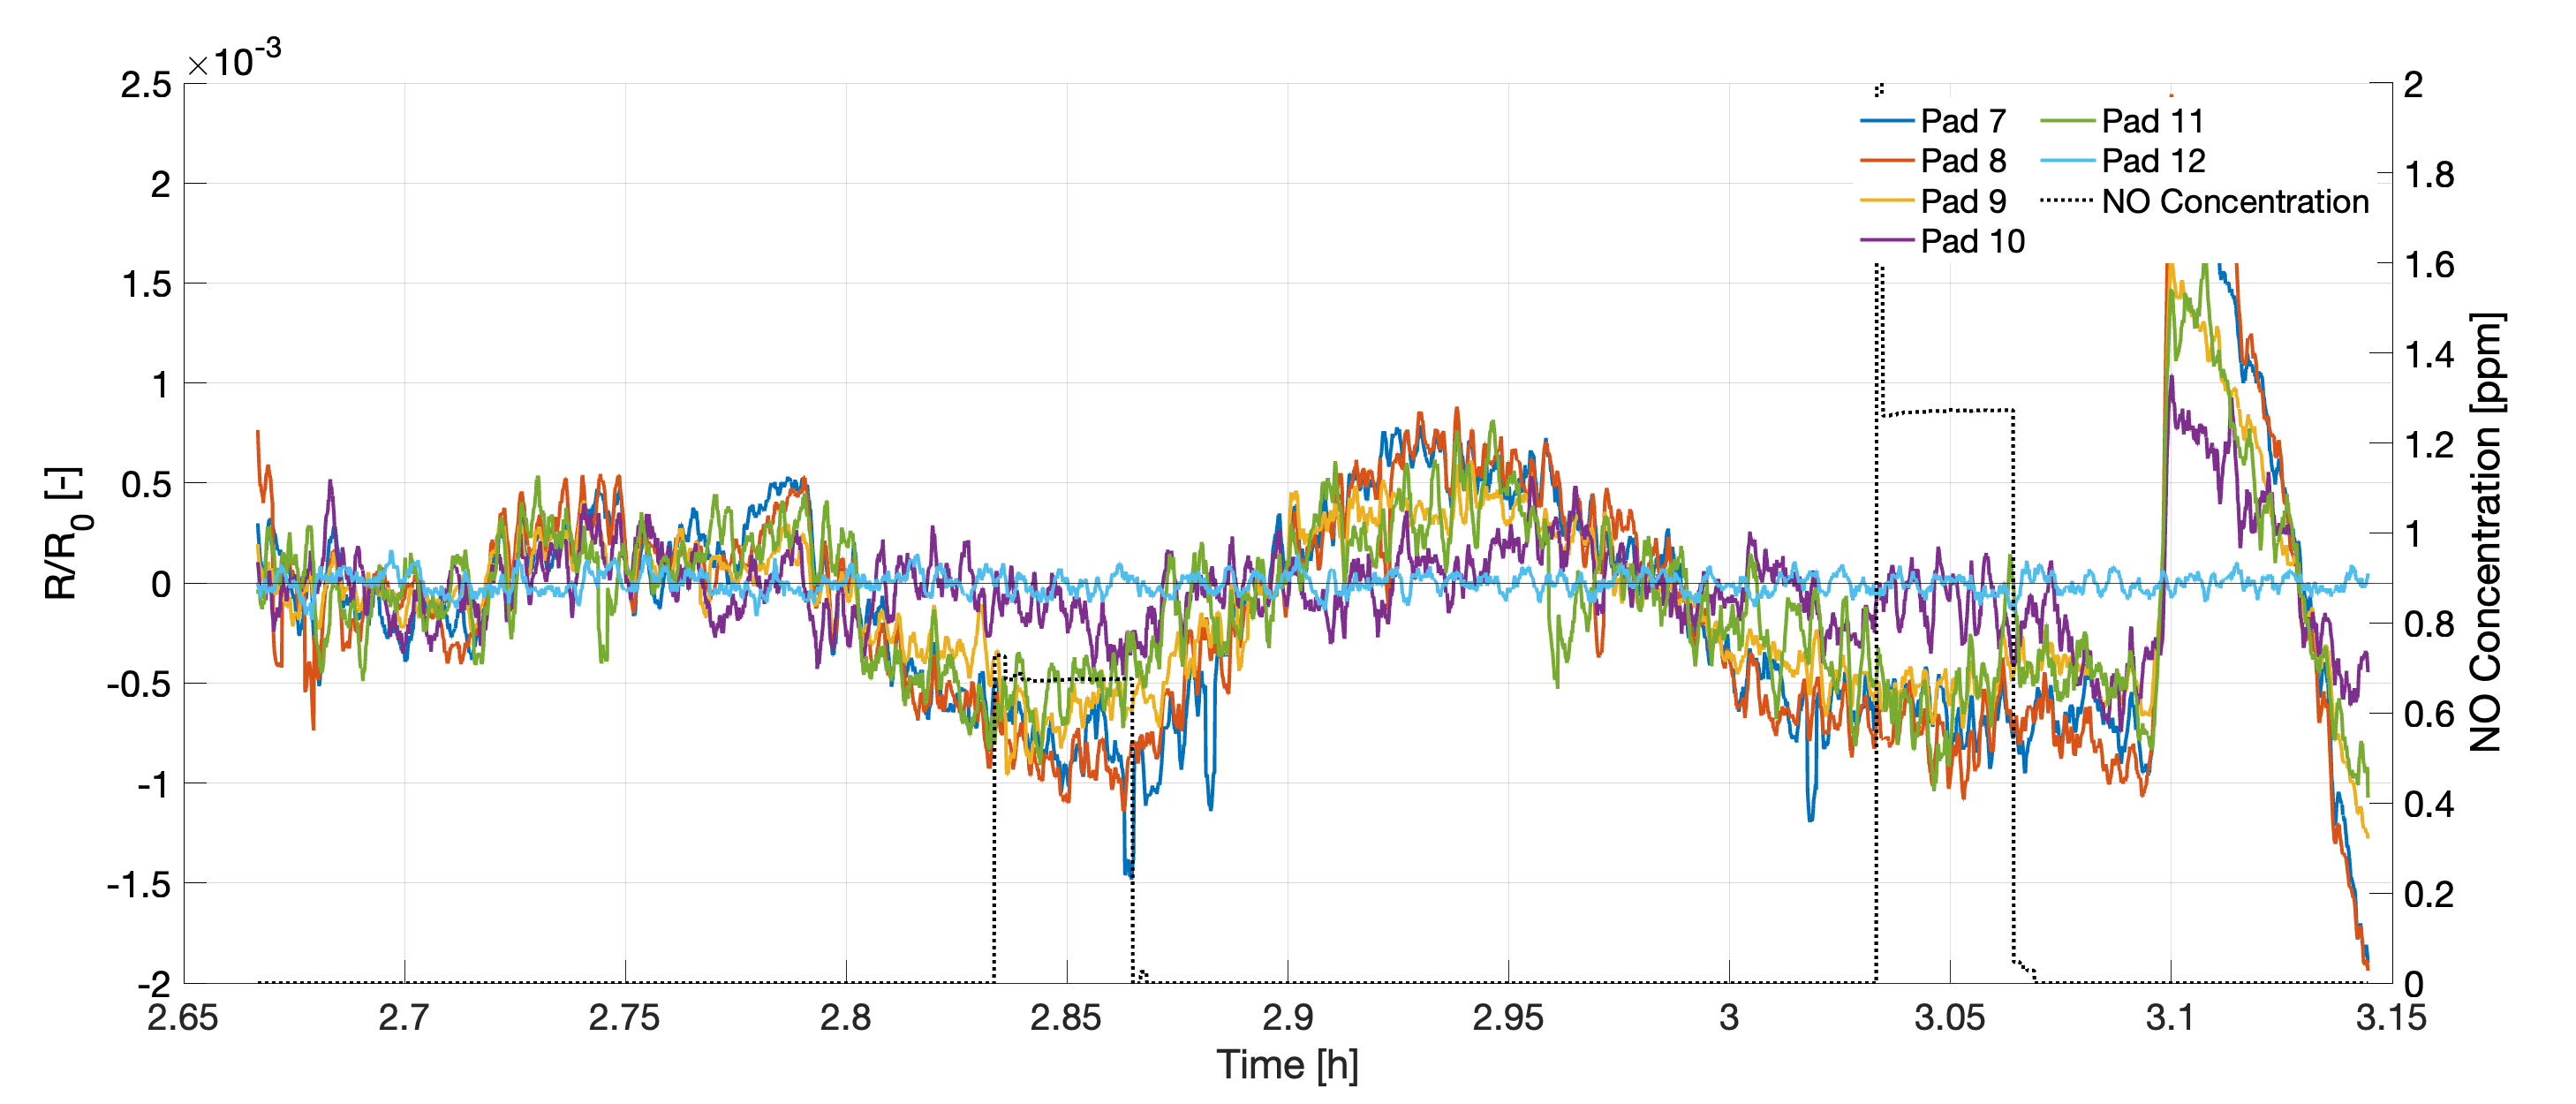 ×10-3
2.5
2
1.5
1
0.5
0
-0.5
-1
-1.5
-2
R/R0 [-]
2
1.8
1.6
1.4
1.2
1
0.8
0.6
0.4
0.2
0
NO Concentration [ppm]
Pad 7
Pad 8
Pad 9
Pad 10
Pad 11
Pad 12
NO Concentration
2.65 2.7 2.75 2.8 2.85 2.9 2.95 3 3.05 3.1 3.15
Time [h]